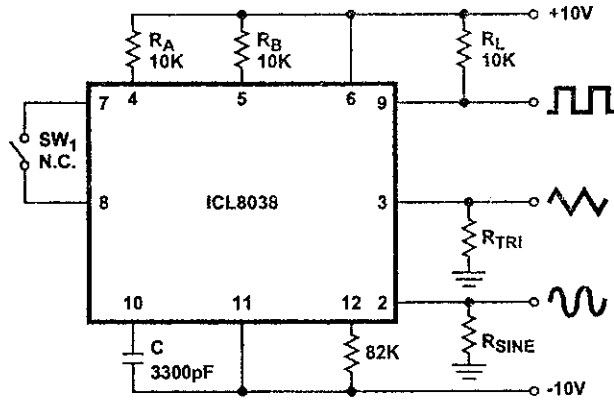 +10V
RA
10K
RB
10K
RL
10K
4
5
6
7
9
SW1
N.C.
8
ICL8038
3
RTRI
10
11
12
2
C
3300pF
82K
RSINE
-10V